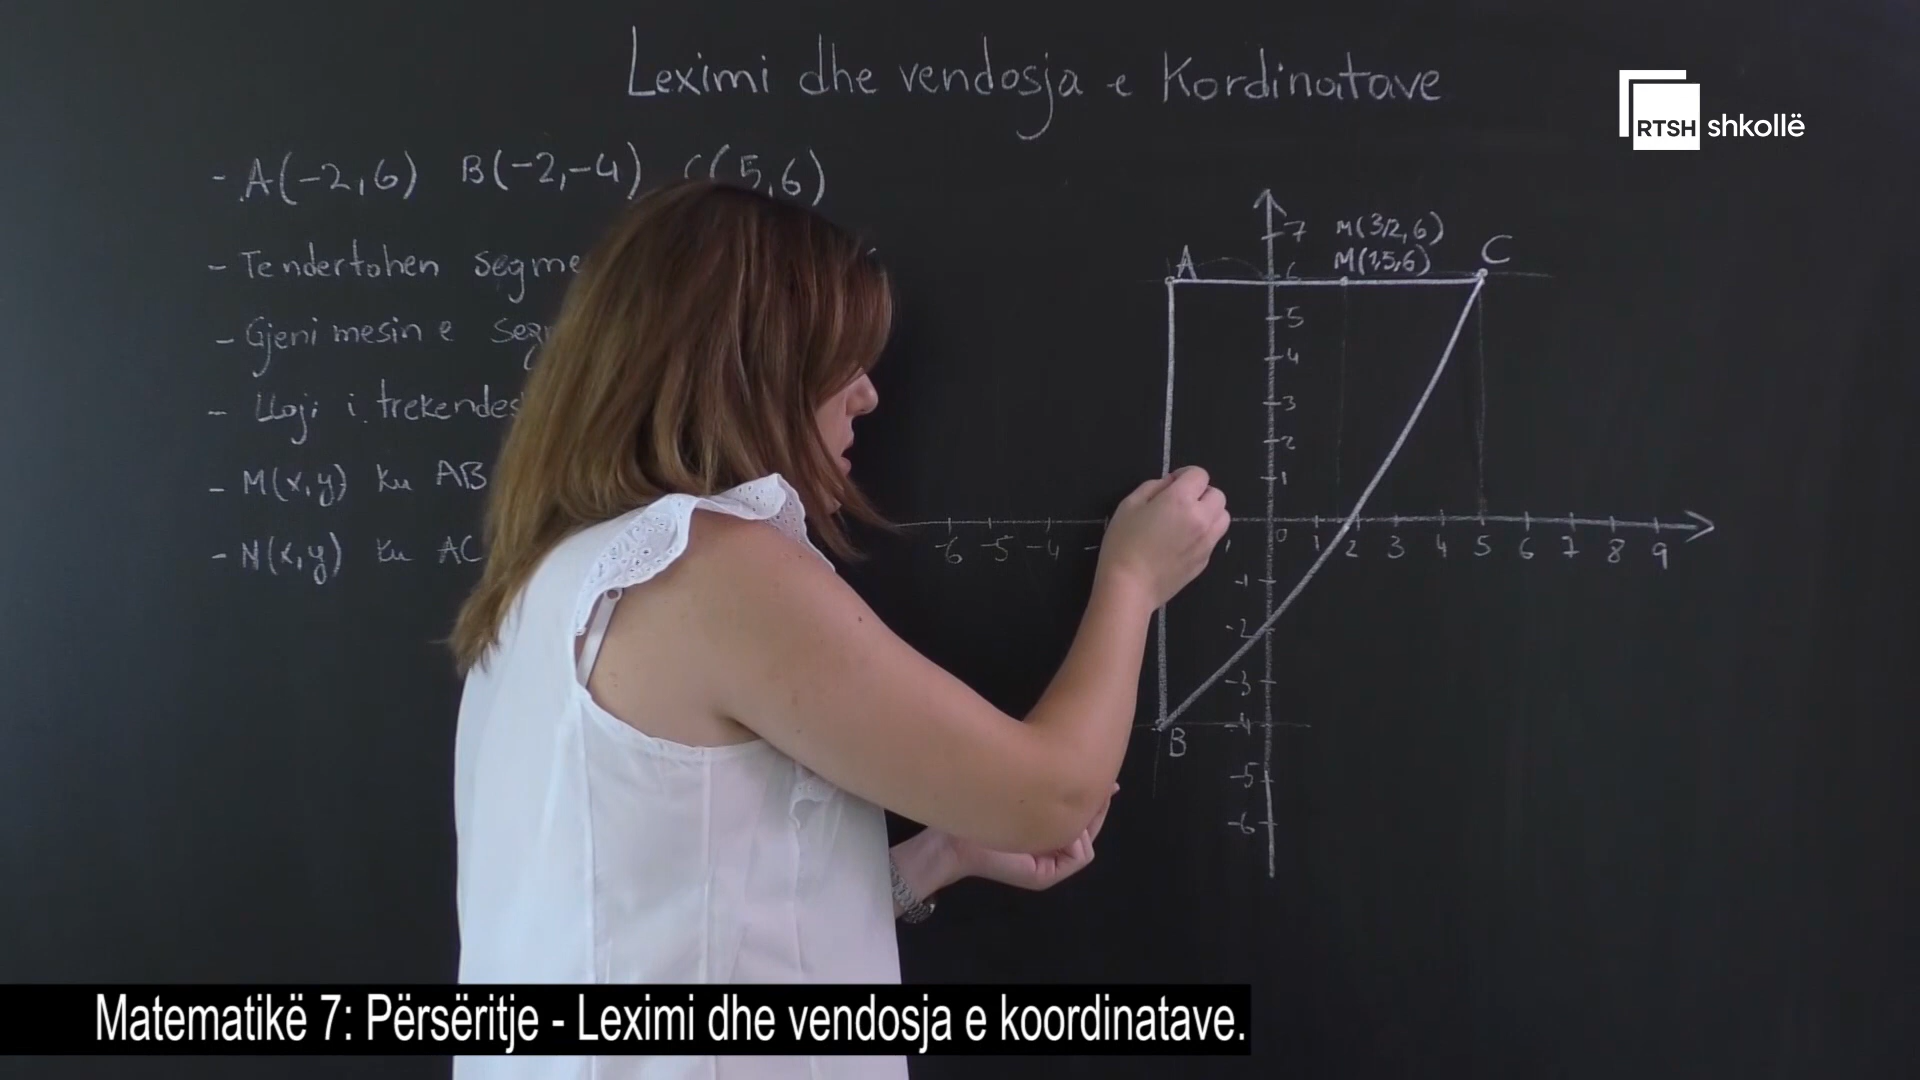 Leximi dhe vendosja e Kordinatave
RTSH shkollë
- A(-2,6) B(-2,-4) C(5,6)
- Tendertohen
- Gjeni mesin e
- Lloji i
- M(x,y) ku AB
- N(x,y) ku AC
7 M(3/2,6)
M(1,5,6)
A 6 C
5
4
3
2
1
-6 -5 -4 0 1 2 3 4 5 6 7 8 9
-1
-2
-3
-4
B
-5
-6
Matematikë 7: Përsëritje - Leximi dhe vendosja e koordinatave.